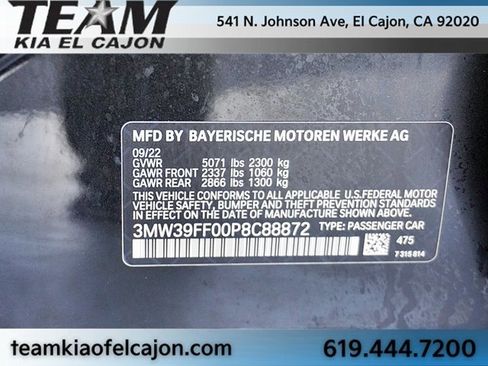 TEAM
KIA EL CAJON
541 N. Johnson Ave, El Cajon, CA 92020
MFD BY BAYERISCHE MOTOREN WERKE AG
09/22
GVWR 5071 lbs 2300 kg
GAWR FRONT 2337 lbs 1060 kg
GAWR REAR 2866 lbs 1300 kg
THIS VEHICLE CONFORMS TO ALL APPLICABLE U.S.FEDERAL MOTOR
VEHICLE SAFETY, BUMPER AND THEFT PREVENTION STANDARDS IN
EFFECT ON THE DATE OF MANUFACTURE SHOWN ABOVE.
3MW39FF00P8C88872 TYPE: PASSENGER CAR
475
7 315 814
teamkiaofelcajon.com
619.444.7200